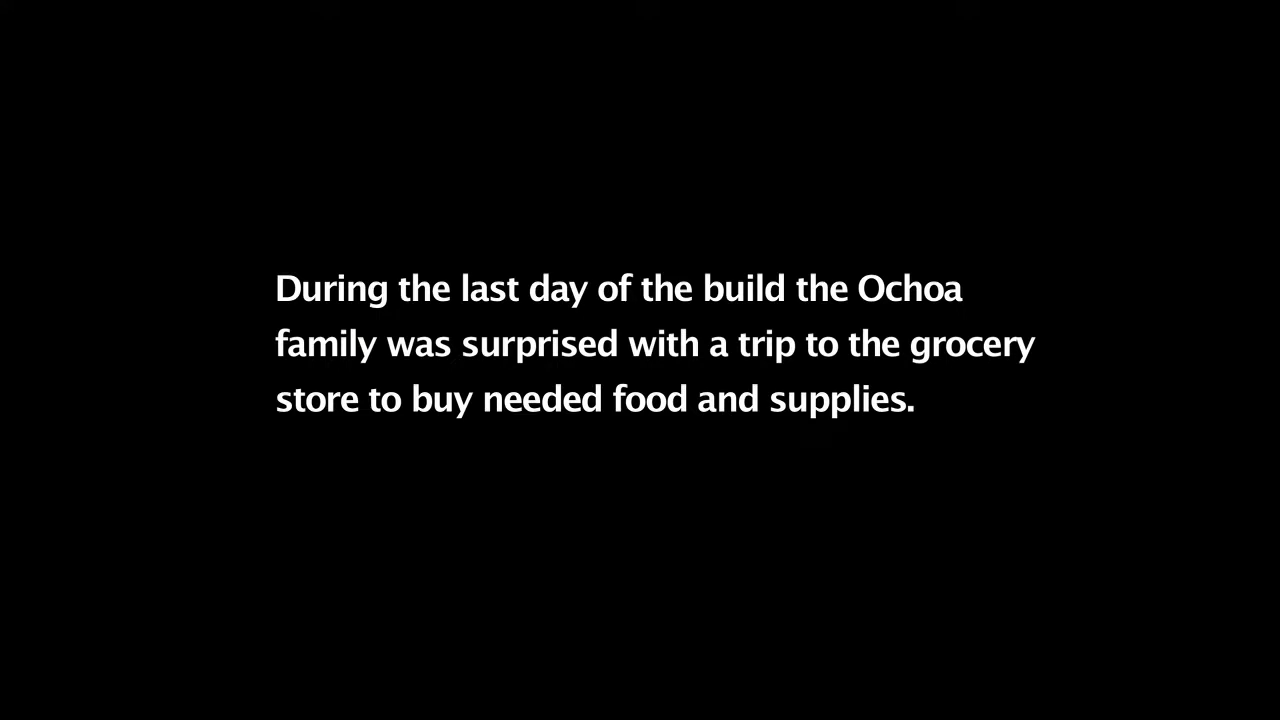 During the last day of the build the Ochoa
family was surprised with a trip to the grocery
store to buy needed food and supplies.